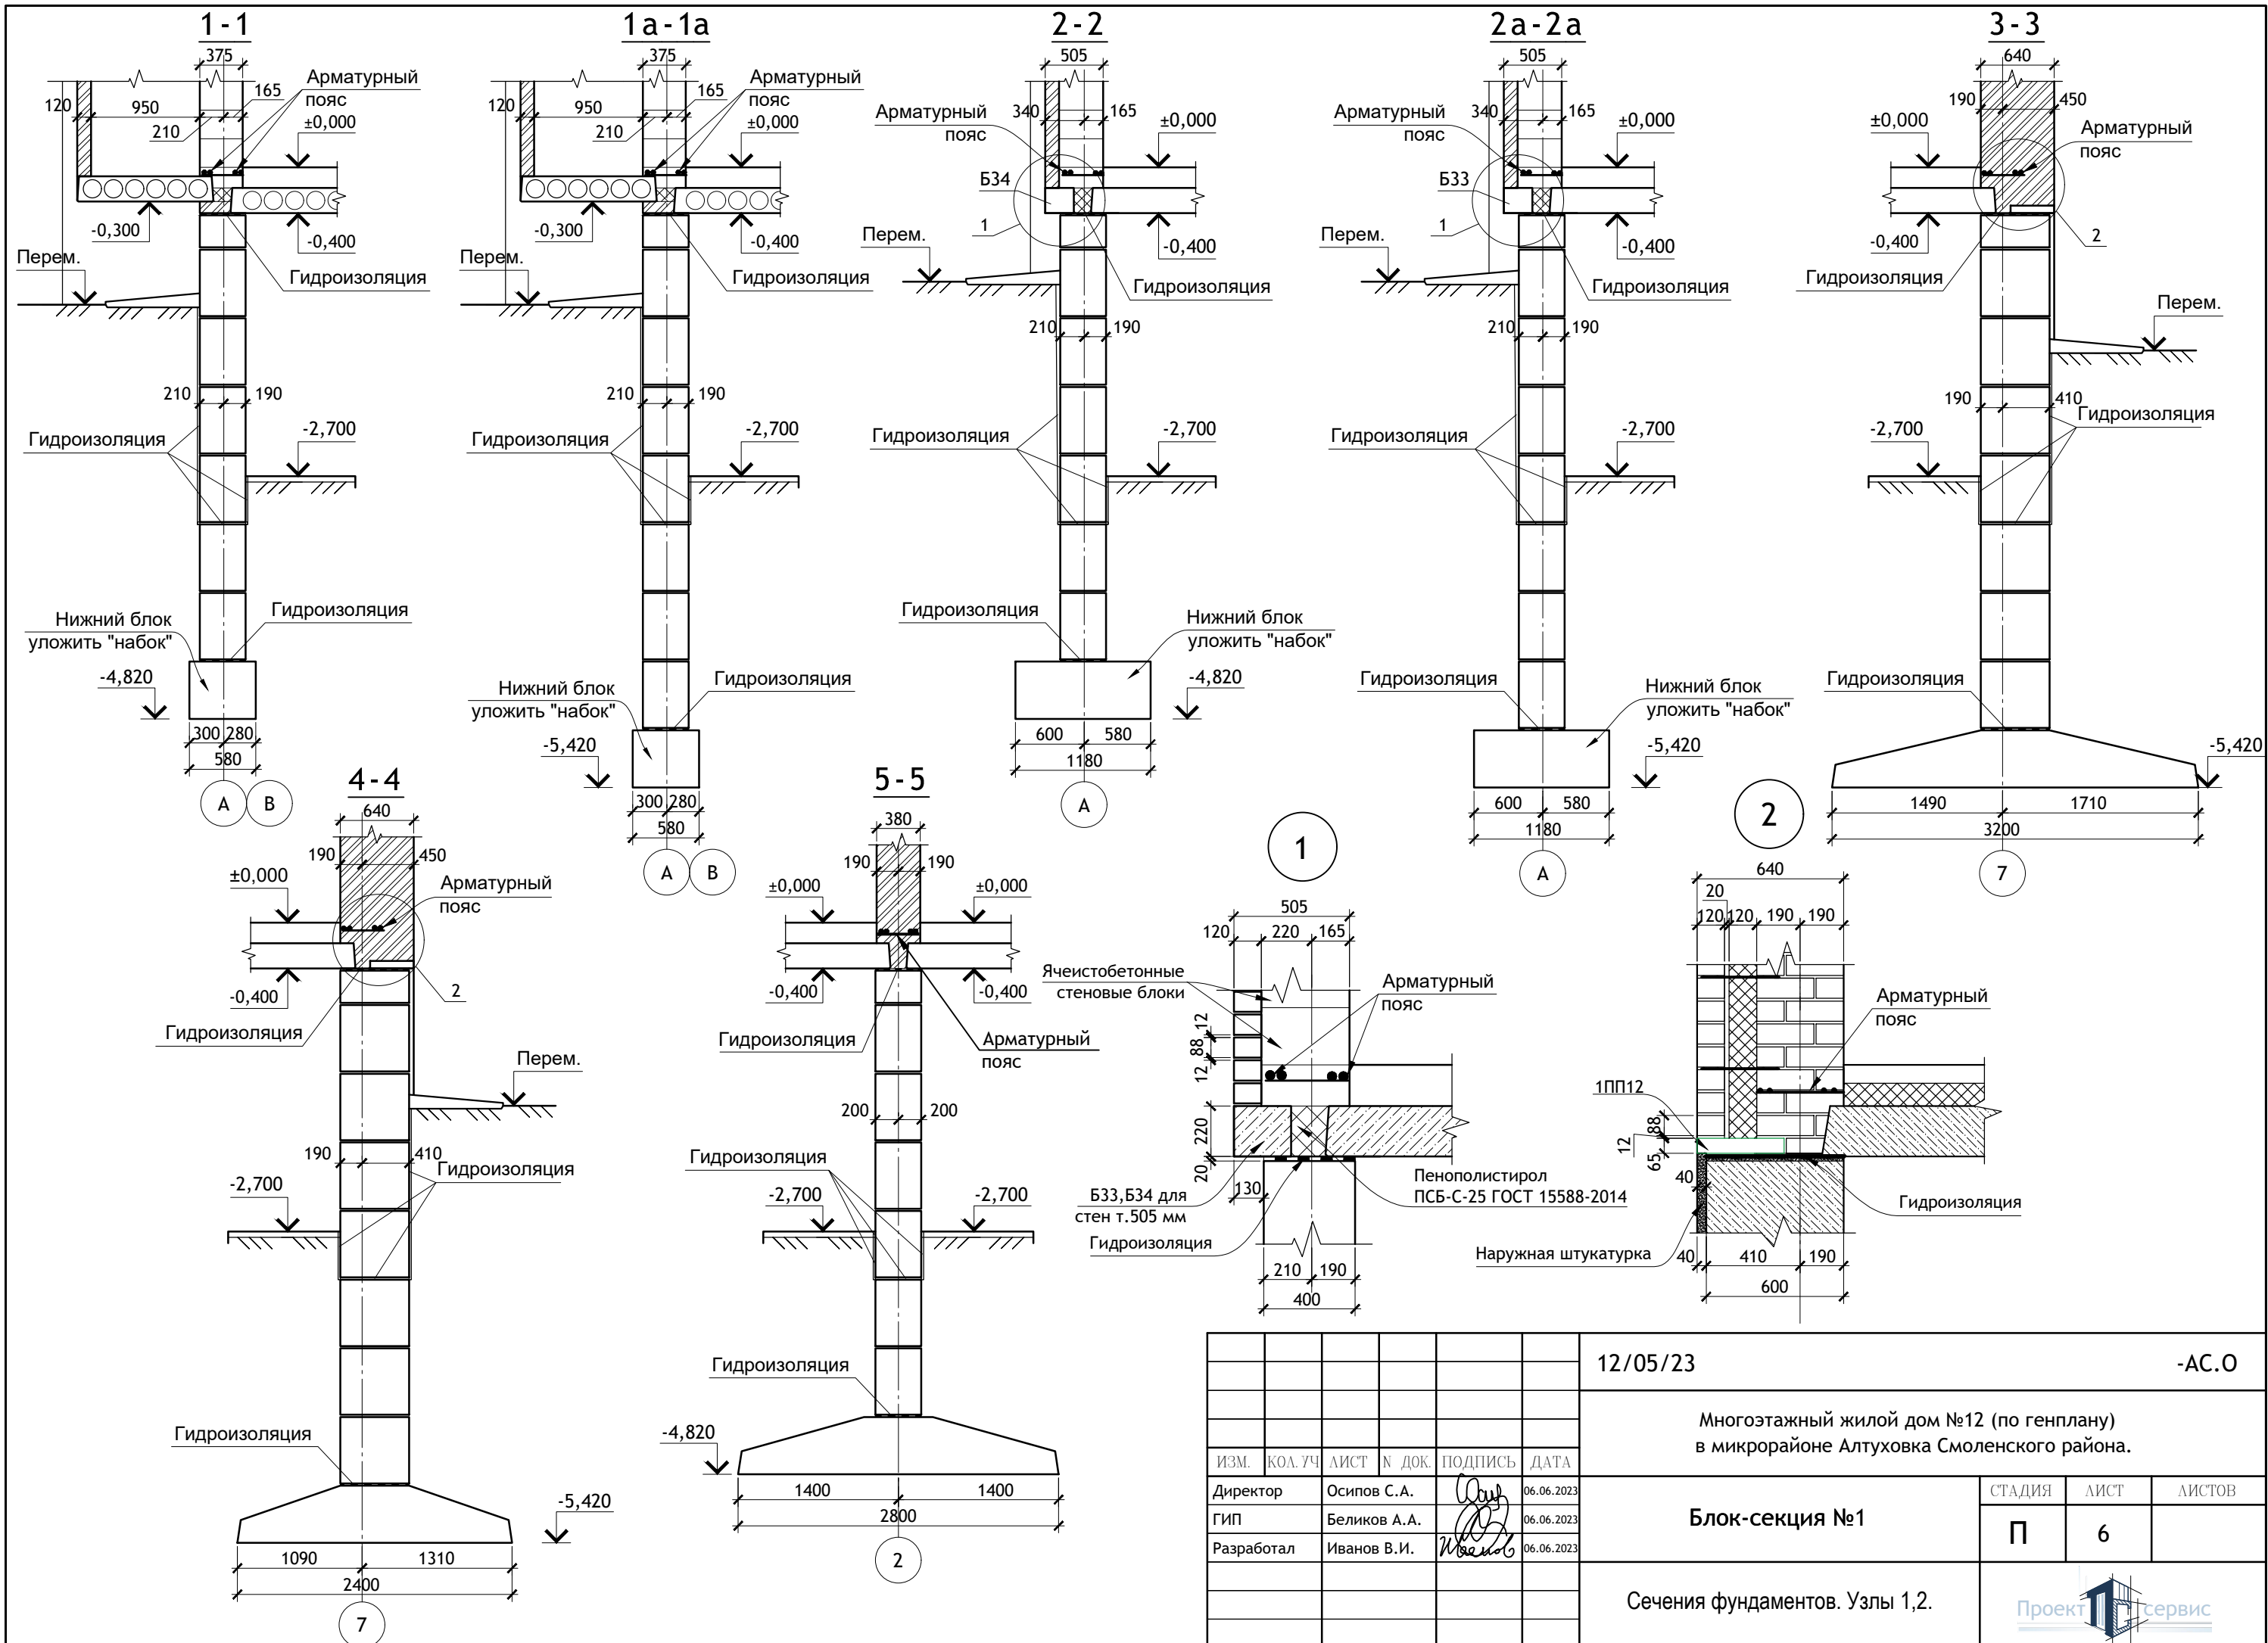 1-1
375
Арматурный
пояс
165
120
950
210
±0,000
-0,300
-0,400
Перем.
Гидроизоляция
210
190
Гидроизоляция
-2,700
Нижний блок
уложить "набок"
Гидроизоляция
-4,820
300
280
580
А
В
1а-1а
375
Арматурный
пояс
165
120
950
210
±0,000
-0,300
-0,400
Перем.
Гидроизоляция
210
190
Гидроизоляция
-2,700
Нижний блок
уложить "набок"
Гидроизоляция
-5,420
300
280
580
А
В
2-2
505
Арматурный
пояс
340
165
±0,000
Б34
1
Перем.
-0,400
Гидроизоляция
210
190
Гидроизоляция
-2,700
Гидроизоляция
Нижний блок
уложить "набок"
-4,820
600
580
1180
А
2а-2а
505
Арматурный
пояс
340
165
±0,000
Б33
1
Перем.
-0,400
Гидроизоляция
210
190
Гидроизоляция
-2,700
Гидроизоляция
Нижний блок
уложить "набок"
-5,420
600
580
1180
А
3-3
640
190
450
±0,000
Арматурный
пояс
-0,400
2
Гидроизоляция
Перем.
190
410
Гидроизоляция
-2,700
Гидроизоляция
-5,420
1490
1710
3200
7
4-4
640
190
450
±0,000
Арматурный
пояс
-0,400
2
Гидроизоляция
Перем.
190
410
Гидроизоляция
-2,700
Гидроизоляция
-5,420
1090
1310
2400
7
5-5
380
190
190
±0,000
±0,000
-0,400
-0,400
Гидроизоляция
Арматурный
пояс
200
200
Гидроизоляция
-2,700
-2,700
Гидроизоляция
-4,820
1400
1400
2800
2
1
505
120
220
165
Ячеистобетонные
стеновые блоки
Арматурный
пояс
12
88
12
220
20
130
Б33,Б34 для
стен т.505 мм
Пенополистирол
ПСБ-С-25 ГОСТ 15588-2014
Гидроизоляция
210
190
400
2
640
20
120
120
190
190
Арматурный
пояс
1ПП12
88
12
65
40
Гидроизоляция
Наружная штукатурка
40
410
190
600
12/05/23 -АС.О
Многоэтажный жилой дом №12 (по генплану)
в микрорайоне Алтуховка Смоленского района.
ИЗМ. КОЛ.УЧ ЛИСТ N ДОК. ПОДПИСЬ ДАТА
Директор Осипов С.А. 06.06.2023
ГИП Беликов А.А. 06.06.2023
Разработал Иванов В.И. 06.06.2023
Блок-секция №1
СТАДИЯ ЛИСТ ЛИСТОВ
П 6
Сечения фундаментов. Узлы 1,2.
Проект сервис